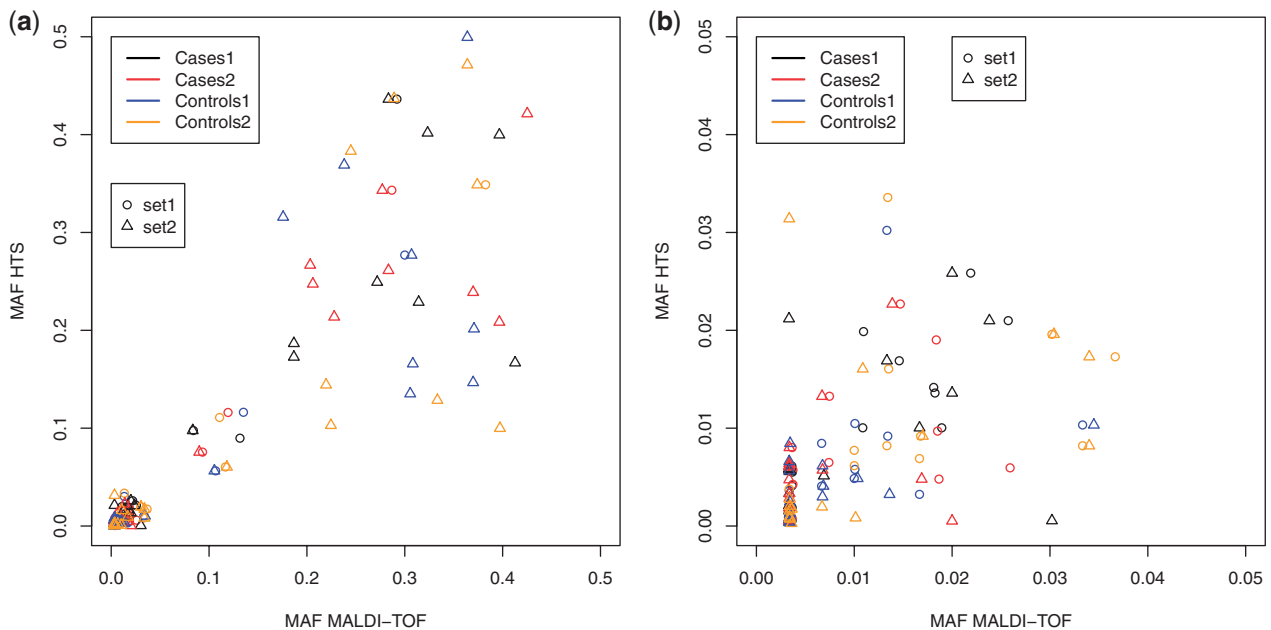 (a)
Cases1
Cases2
Controls1
Controls2
set1
set2
MAF HTS
0.0
0.1
0.2
0.3
0.4
0.5
0.0
0.1
0.2
0.3
0.4
0.5
MAF MALDI−TOF
(b)
Cases1
Cases2
Controls1
Controls2
set1
set2
MAF HTS
0.00
0.01
0.02
0.03
0.04
0.05
0.00
0.01
0.02
0.03
0.04
0.05
MAF MALDI−TOF